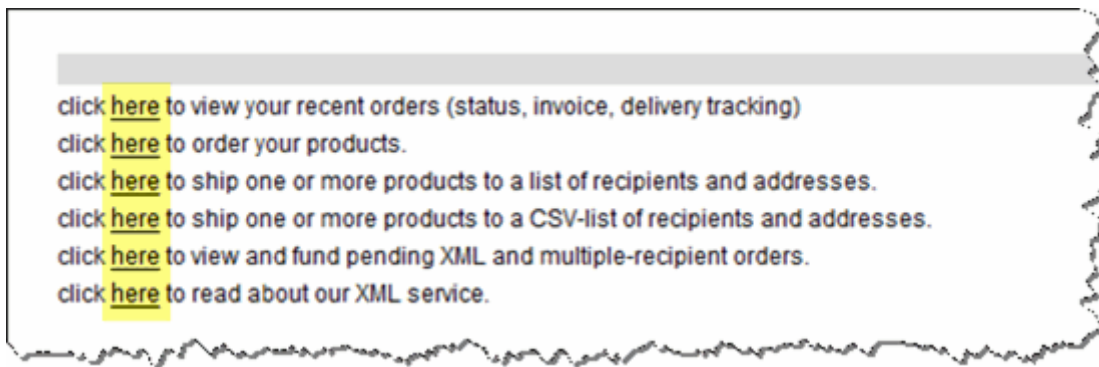 click here to view your recent orders (status, invoice, delivery tracking)
click here to order your products.
click here to ship one or more products to a list of recipients and addresses.
click here to ship one or more products to a CSV-list of recipients and addresses.
click here to view and fund pending XML and multiple-recipient orders.
click here to read about our XML service.